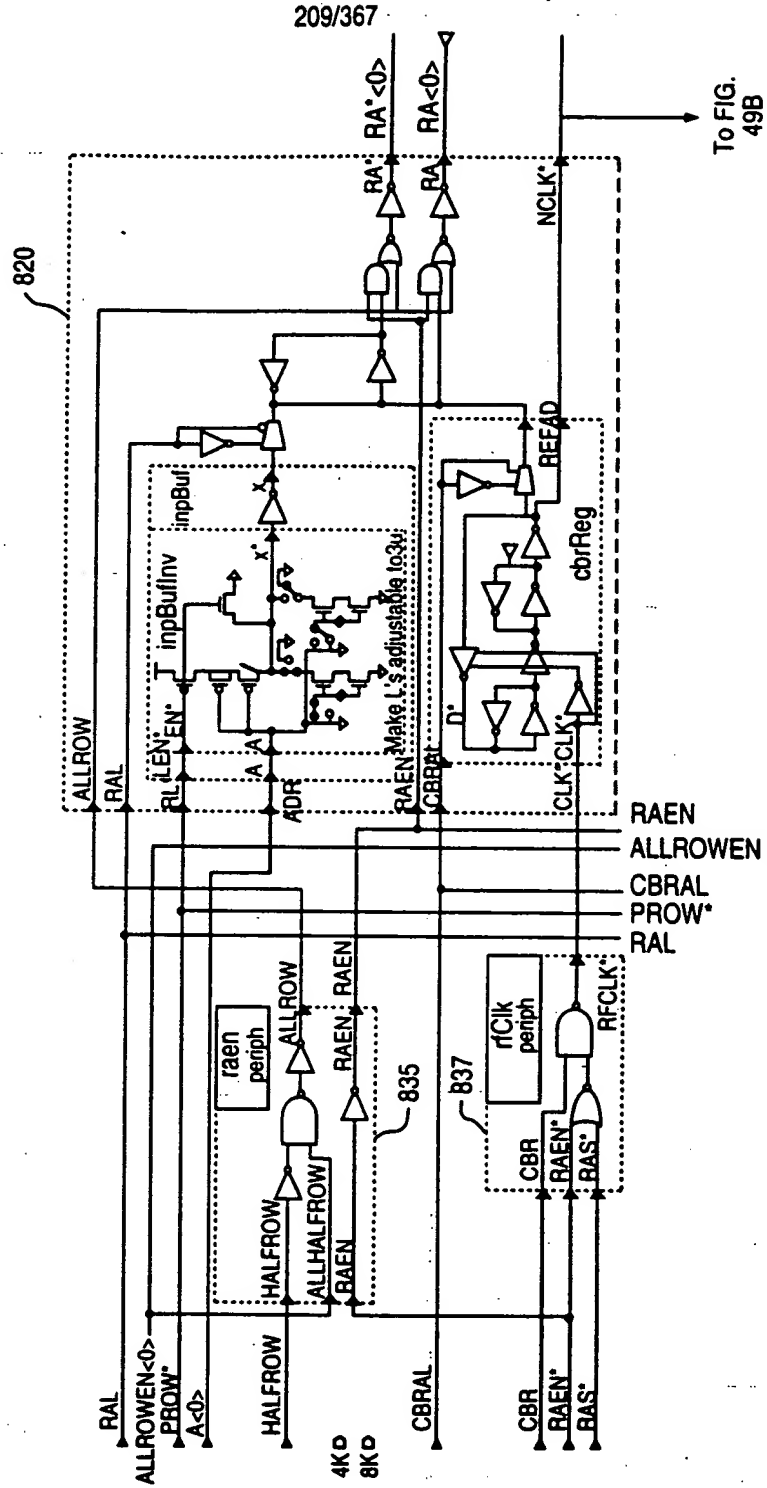 209/367
820
RAL
ALLROWEN<0>
PROW*
A<0>
HALFROW
4K
8K
CBRAL
CBR
RAEN*
RAS*
HALFROW
ALLHALFROW
RAEN
raen
periph
ALLROW
RAEN
RAEN
835
837
CBR
RAEN*
RAS*
rfClk
periph
RFCLK*
RAEN
ALLROWEN
CBRAL
PROW*
RAL
ALLROW
RAL
RL
LEN*
EN*
ADR
A
A
RAEN
CBRAL
CLK*
CLK*
inpBufInv
Make L's adjustable to3u
X*
inpBuf
X
D*
cbrReg
REFAD
RA*
RA*<0>
RA
RA<0>
NCLK*
To FIG.
49B